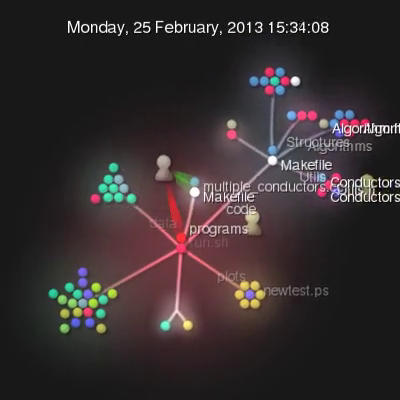 Monday, 25 February, 2013 15:34:08
Algorithm
Structures
Algorithms
Makefile
Utils
Conductors
multiple_conductors.c
Makefile
Conductors
code
data
programs
run.sh
plots
newtest.ps